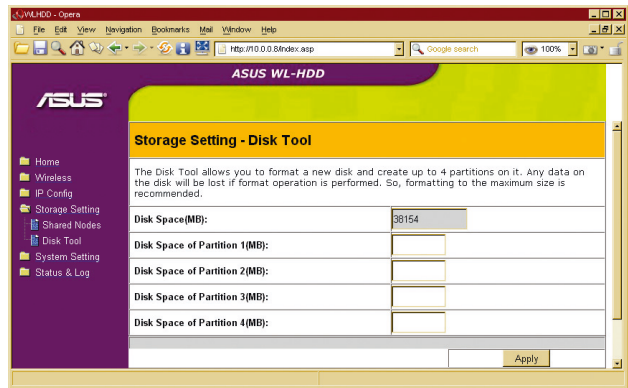 WLHDD - Opera
File Edit View Navigation Bookmarks Mail Window Help
http://10.0.0.8/index.asp Google search 100%
ASUS WL-HDD
ASUS
Storage Setting - Disk Tool
The Disk Tool allows you to format a new disk and create up to 4 partitions on it. Any data on
the disk will be lost if format operation is performed. So, formatting to the maximum size is
recommended.
Home
Wireless
IP Config
Storage Setting
Shared Nodes
Disk Tool
System Setting
Status & Log
Disk Space(MB): 38154
Disk Space of Partition 1(MB):
Disk Space of Partition 2(MB):
Disk Space of Partition 3(MB):
Disk Space of Partition 4(MB):
Apply